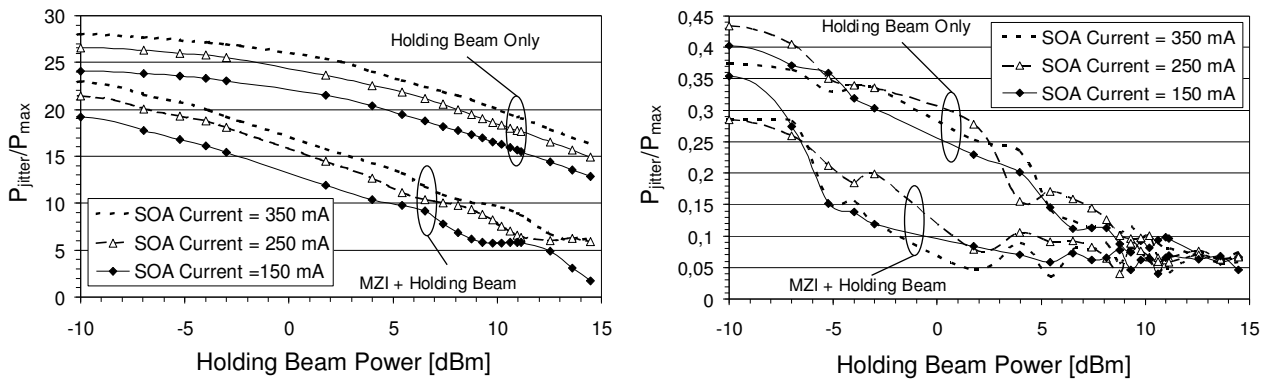 30
25
20
15
10
5
0
P_jitter/P_max
Holding Beam Only
SOA Current = 350 mA
SOA Current = 250 mA
SOA Current =150 mA
MZI + Holding Beam
-10 -5 0 5 10 15
Holding Beam Power [dBm]
0,45
0,4
0,35
0,3
0,25
0,2
0,15
0,1
0,05
0
P_jitter/P_max
Holding Beam Only
SOA Current = 350 mA
SOA Current = 250 mA
SOA Current = 150 mA
MZI + Holding Beam
-10 -5 0 5 10 15
Holding Beam Power [dBm]